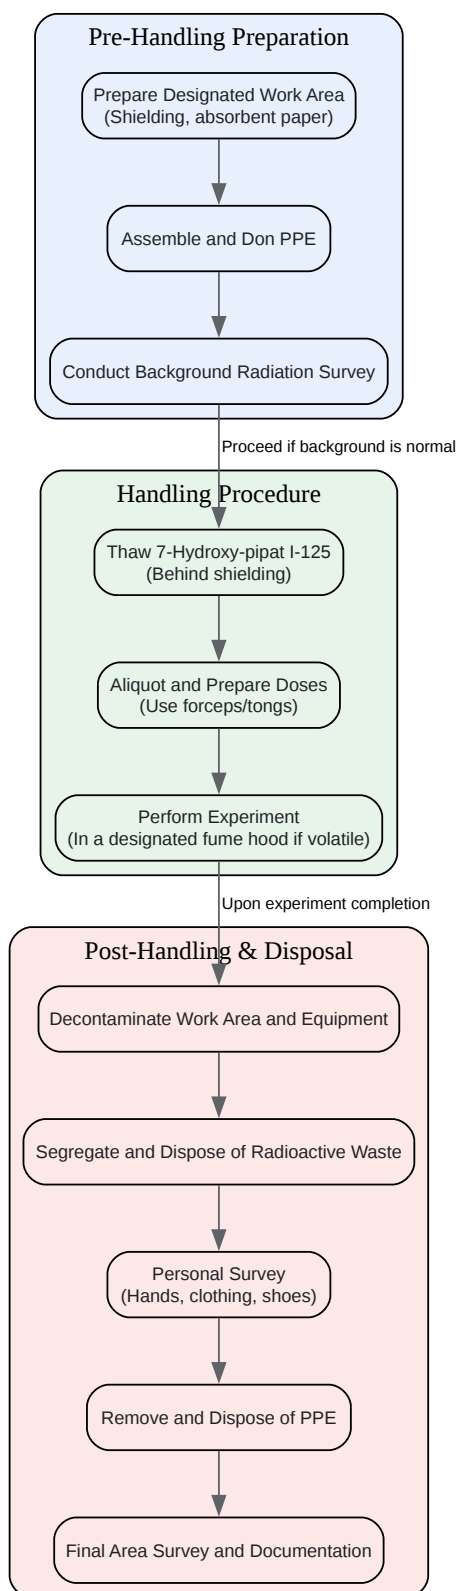 Pre-Handling Preparation
Prepare Designated Work Area
(Shielding, absorbent paper)
Assemble and Don PPE
Conduct Background Radiation Survey
Proceed if background is normal
Handling Procedure
Thaw 7-Hydroxy-pipat I-125
(Behind shielding)
Aliquot and Prepare Doses
(Use forceps/tongs)
Perform Experiment
(In a designated fume hood if volatile)
Upon experiment completion
Post-Handling & Disposal
Decontaminate Work Area and Equipment
Segregate and Dispose of Radioactive Waste
Personal Survey
(Hands, clothing, shoes)
Remove and Dispose of PPE
Final Area Survey and Documentation